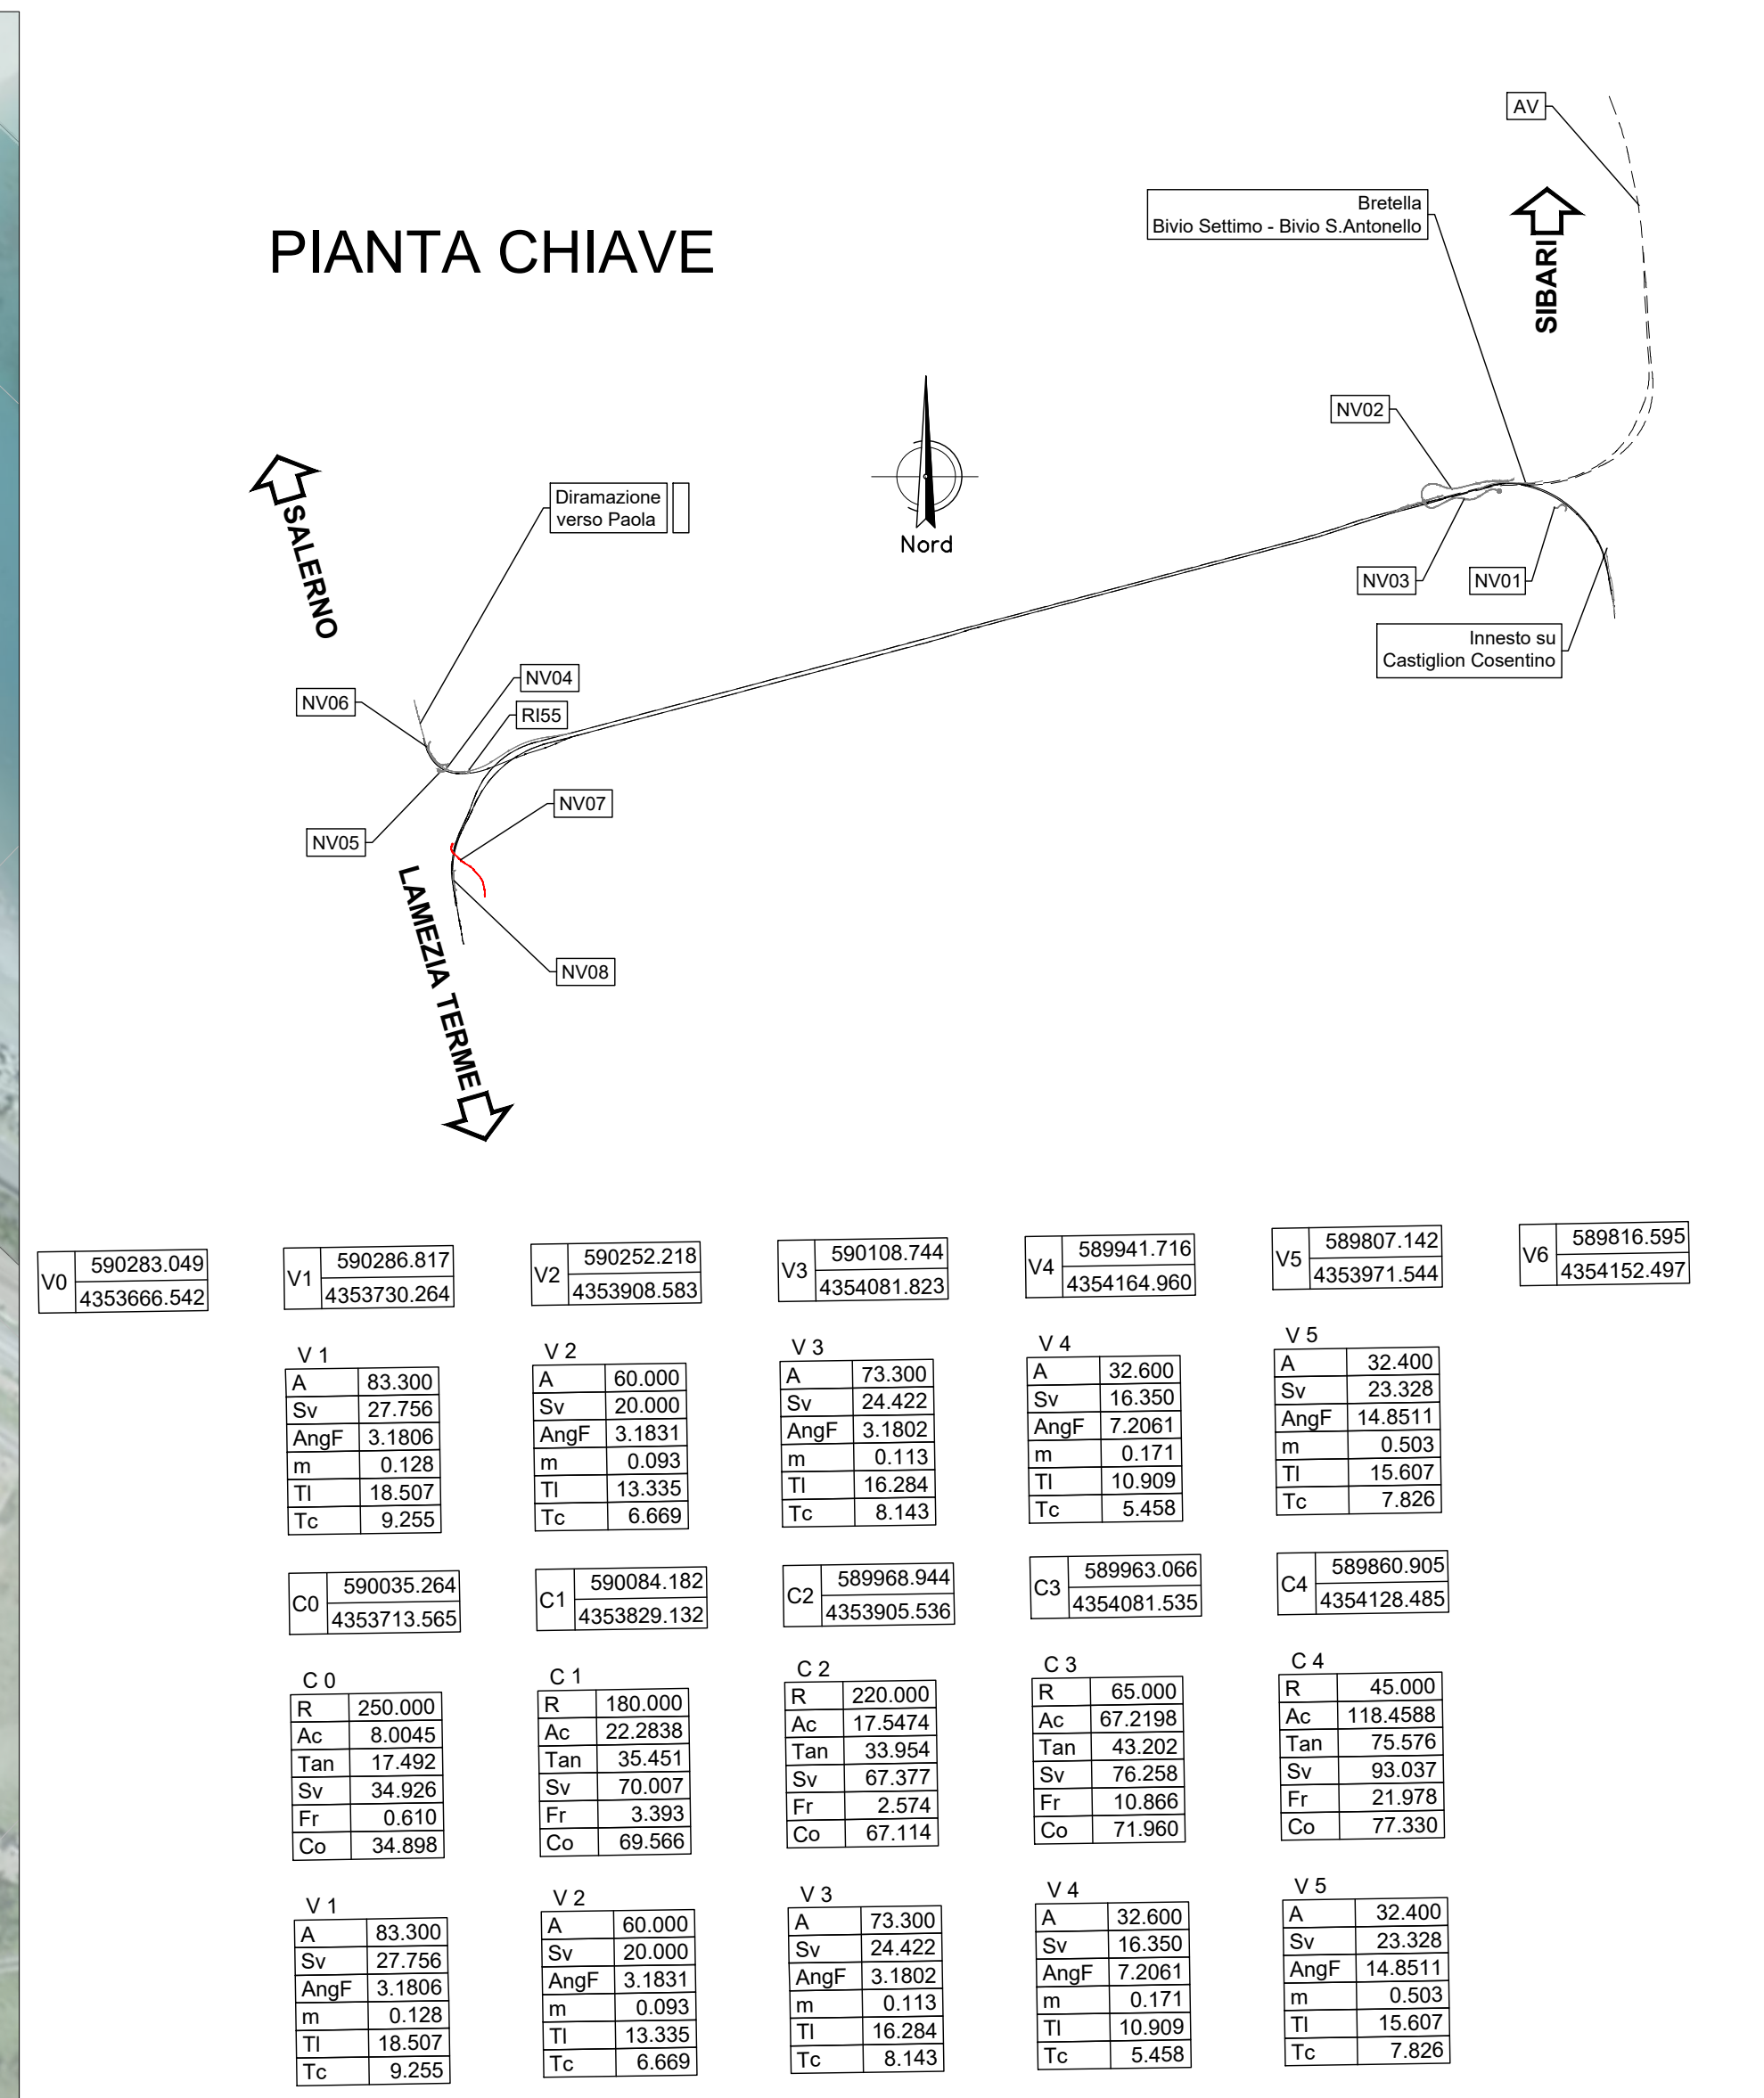 PIANTA CHIAVE
AV
Bretella
Bivio Settimo - Bivio S.Antonello
SIBARI
NV02
SALERNO
Diramazione
verso Paola
Nord
NV03
NV01
Innesto su
Castiglion Cosentino
NV04
NV06
RI55
NV07
NV05
LAMEZIA TERME
NV08
V0 590283.049
4353666.542
V1 590286.817
4353730.264
V2 590252.218
4353908.583
V3 590108.744
4354081.823
V4 589941.716
4354164.960
V5 589807.142
4353971.544
V6 589816.595
4354152.497
V 1
A 83.300
Sv 27.756
AngF 3.1806
m 0.128
Tl 18.507
Tc 9.255
V 2
A 60.000
Sv 20.000
AngF 3.1831
m 0.093
Tl 13.335
Tc 6.669
V 3
A 73.300
Sv 24.422
AngF 3.1802
m 0.113
Tl 16.284
Tc 8.143
V 4
A 32.600
Sv 16.350
AngF 7.2061
m 0.171
Tl 10.909
Tc 5.458
V 5
A 32.400
Sv 23.328
AngF 14.8511
m 0.503
Tl 15.607
Tc 7.826
C0 590035.264
4353713.565
C1 590084.182
4353829.132
C2 589968.944
4353905.536
C3 589963.066
4354081.535
C4 589860.905
4354128.485
C 0
R 250.000
Ac 8.0045
Tan 17.492
Sv 34.926
Fr 0.610
Co 34.898
C 1
R 180.000
Ac 22.2838
Tan 35.451
Sv 70.007
Fr 3.393
Co 69.566
C 2
R 220.000
Ac 17.5474
Tan 33.954
Sv 67.377
Fr 2.574
Co 67.114
C 3
R 65.000
Ac 67.2198
Tan 43.202
Sv 76.258
Fr 10.866
Co 71.960
C 4
R 45.000
Ac 118.4588
Tan 75.576
Sv 93.037
Fr 21.978
Co 77.330
V 1
A 83.300
Sv 27.756
AngF 3.1806
m 0.128
Tl 18.507
Tc 9.255
V 2
A 60.000
Sv 20.000
AngF 3.1831
m 0.093
Tl 13.335
Tc 6.669
V 3
A 73.300
Sv 24.422
AngF 3.1802
m 0.113
Tl 16.284
Tc 8.143
V 4
A 32.600
Sv 16.350
AngF 7.2061
m 0.171
Tl 10.909
Tc 5.458
V 5
A 32.400
Sv 23.328
AngF 14.8511
m 0.503
Tl 15.607
Tc 7.826